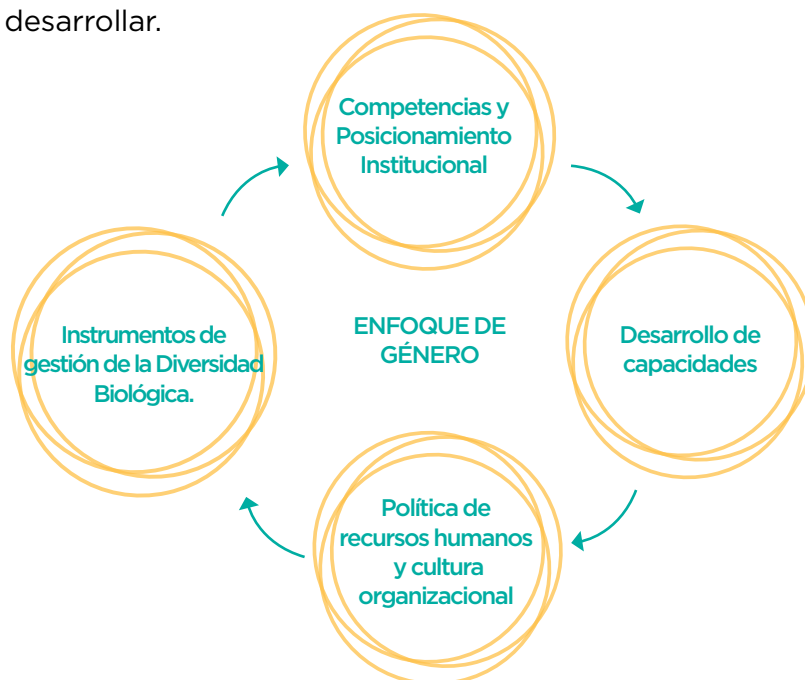 desarrollar.
Competencias y
Posicionamiento
Institucional
Instrumentos de
gestión de la Diversidad
Biológica.
ENFOQUE DE
GÉNERO
Desarrollo de
capacidades
Política de
recursos humanos
y cultura
organizacional